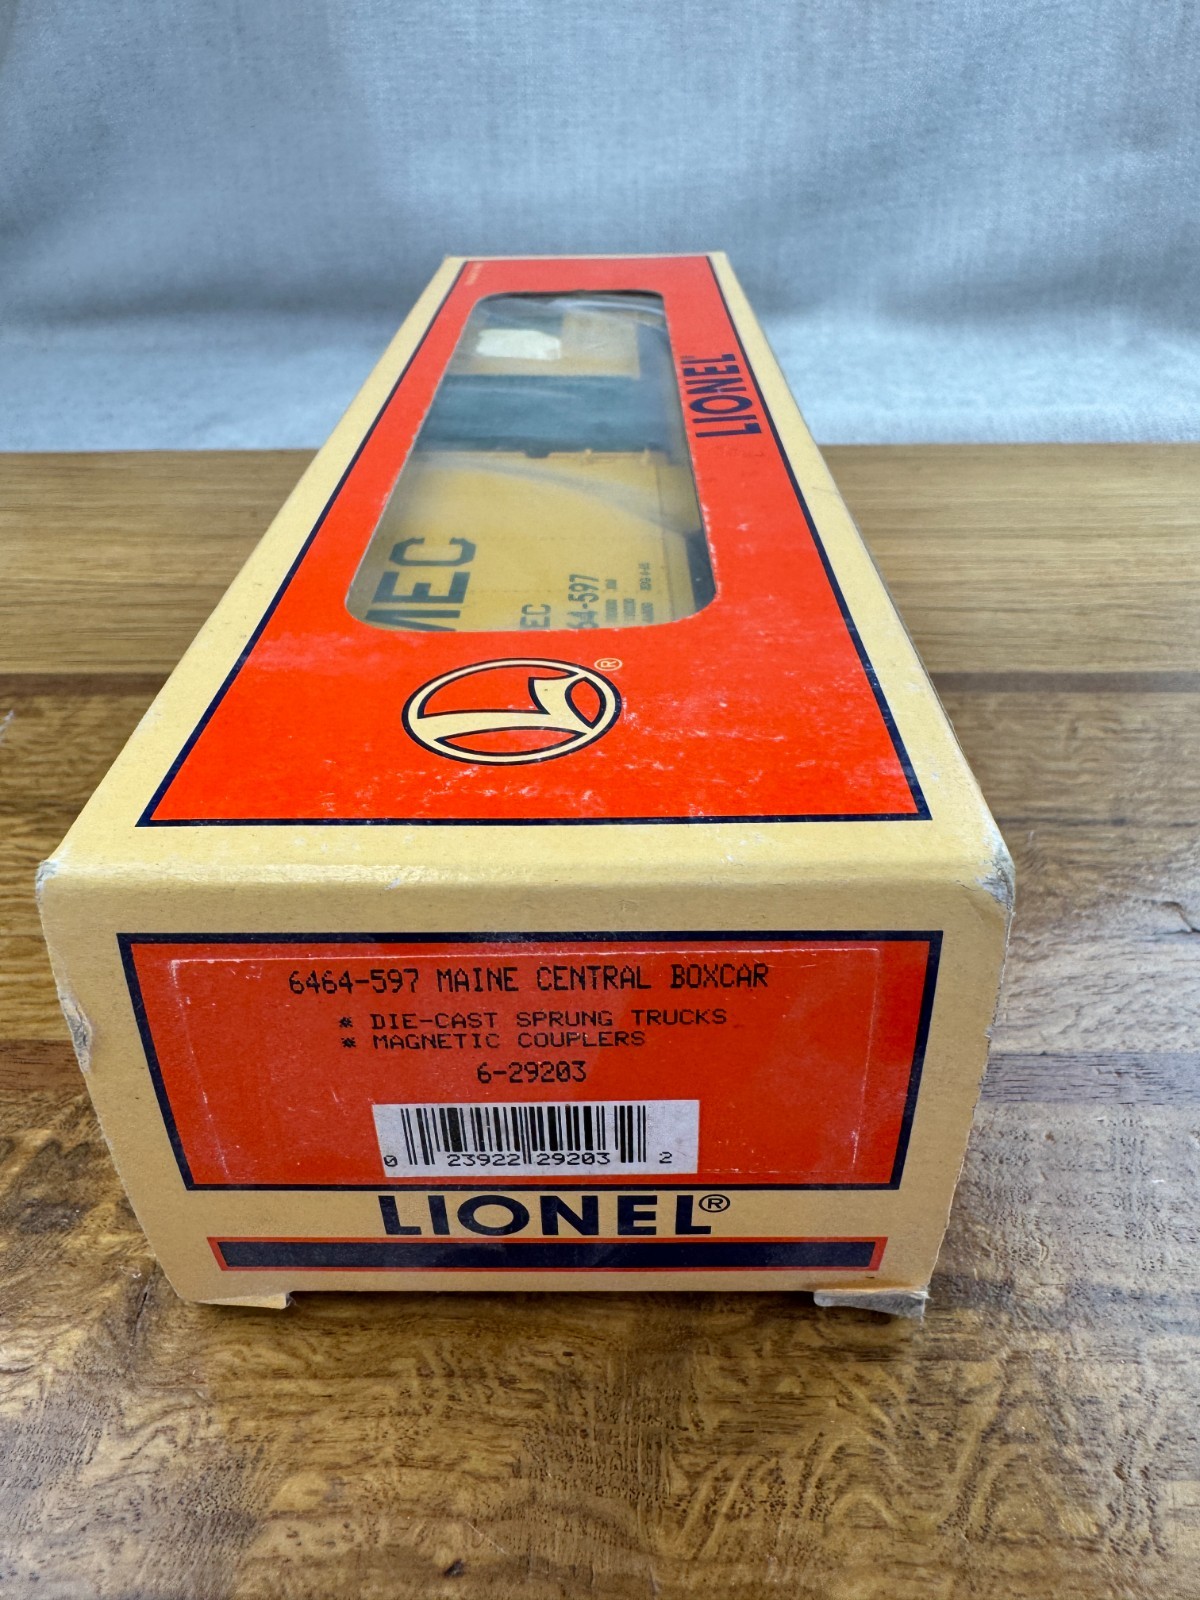 LIONEL
MEC
EC
64-597
L®
6464-597 MAINE CENTRAL BOXCAR
* DIE-CAST SPRUNG TRUCKS
* MAGNETIC COUPLERS
6-29203
0 23922 29203 2
LIONEL®